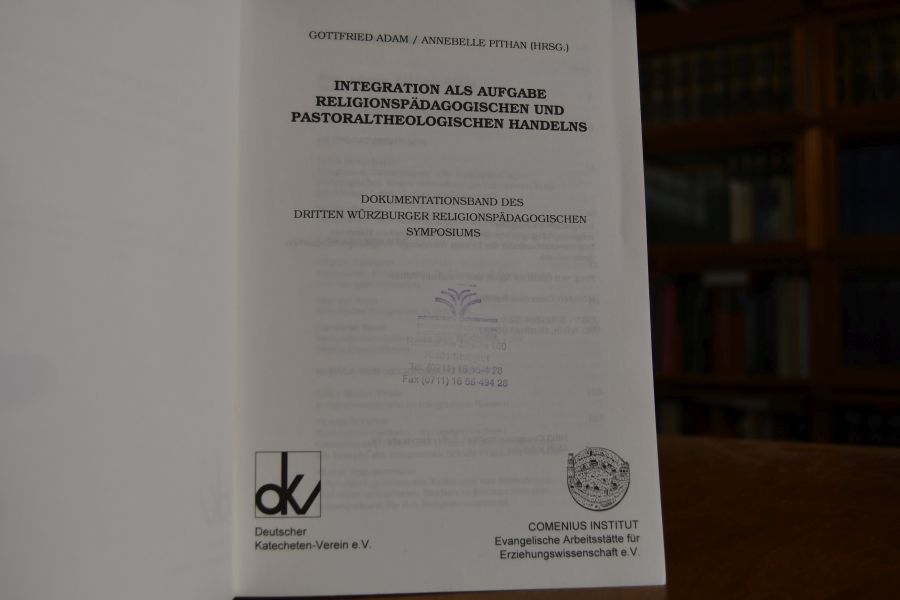 GOTTFRIED ADAM / ANNEBELLE PITHAN (HRSG.)
INTEGRATION ALS AUFGABE
RELIGIONSPÄDAGOGISCHEN UND
PASTORALTHEOLOGISCHEN HANDELNS
DOKUMENTATIONSBAND DES
DRITTEN WÜRZBURGER RELIGIONSPÄDAGOGISCHEN
SYMPOSIUMS
Fax (0711) 16 56-494 28
dkv
Deutscher
Katecheten-Verein e.V.
COMENIUS INSTITUT
Evangelische Arbeitsstätte für
Erziehungswissenschaft e.V.